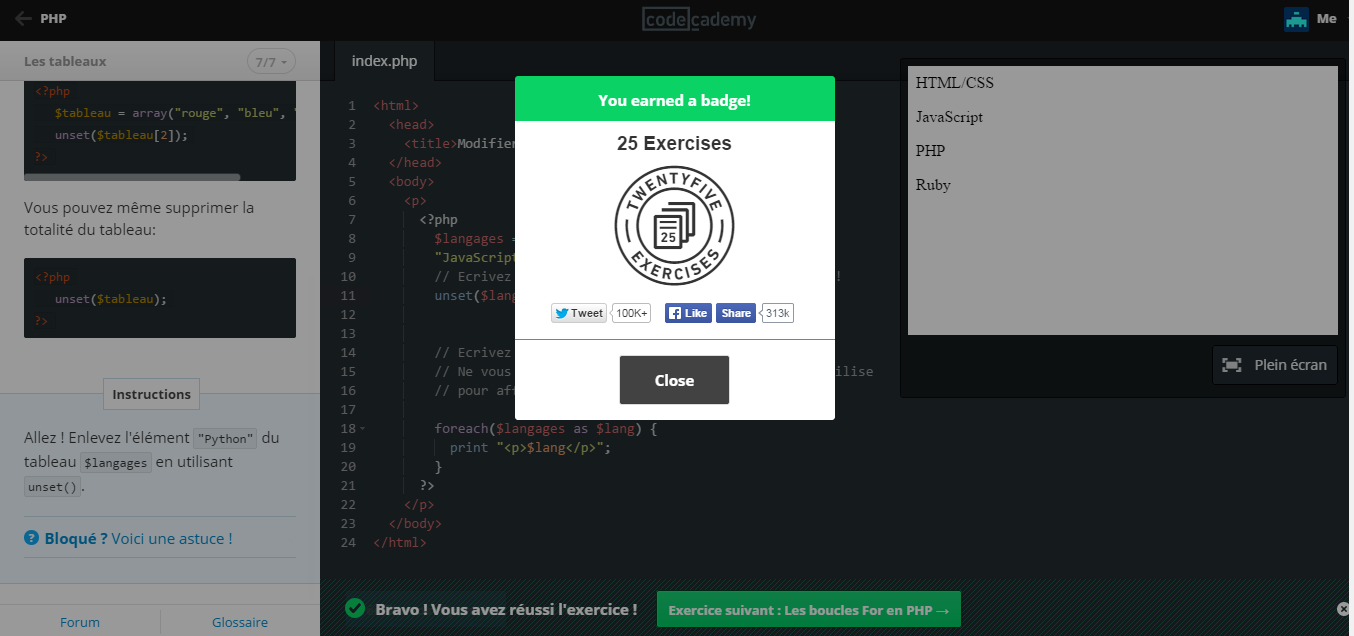 PHP
codecademy
Me
Les tableaux
7/7
<?php
$tableau = array("rouge", "bleu",
unset($tableau[2]);
?>
Vous pouvez même supprimer la
totalité du tableau:
<?php
unset($tableau);
?>
Instructions
Allez ! Enlevez l'élément "Python" du
tableau $langages en utilisant
unset().
? Bloqué ? Voici une astuce !
Forum
Glossaire
index.php
1 <html>
2 <head>
3 <title>Modifier
4 </head>
5 <body>
6 <p>
7 <?php
8 $langages =
9 "JavaScript
10 // Ecrivez !
11 unset($lang
12
13
14 // Ecrivez
15 // Ne vous ilise
16 // pour af
17
18 foreach($langages as $lang) {
19 print "<p>$lang</p>";
20 }
21 ?>
22 </p>
23 </body>
24 </html>
You earned a badge!
25 Exercises
TWENTYFIVE
25
EXERCISES
Tweet 100K+ Like Share 313k
Close
HTML/CSS
JavaScript
PHP
Ruby
Plein écran
Bravo ! Vous avez réussi l'exercice !
Exercice suivant : Les boucles For en PHP →